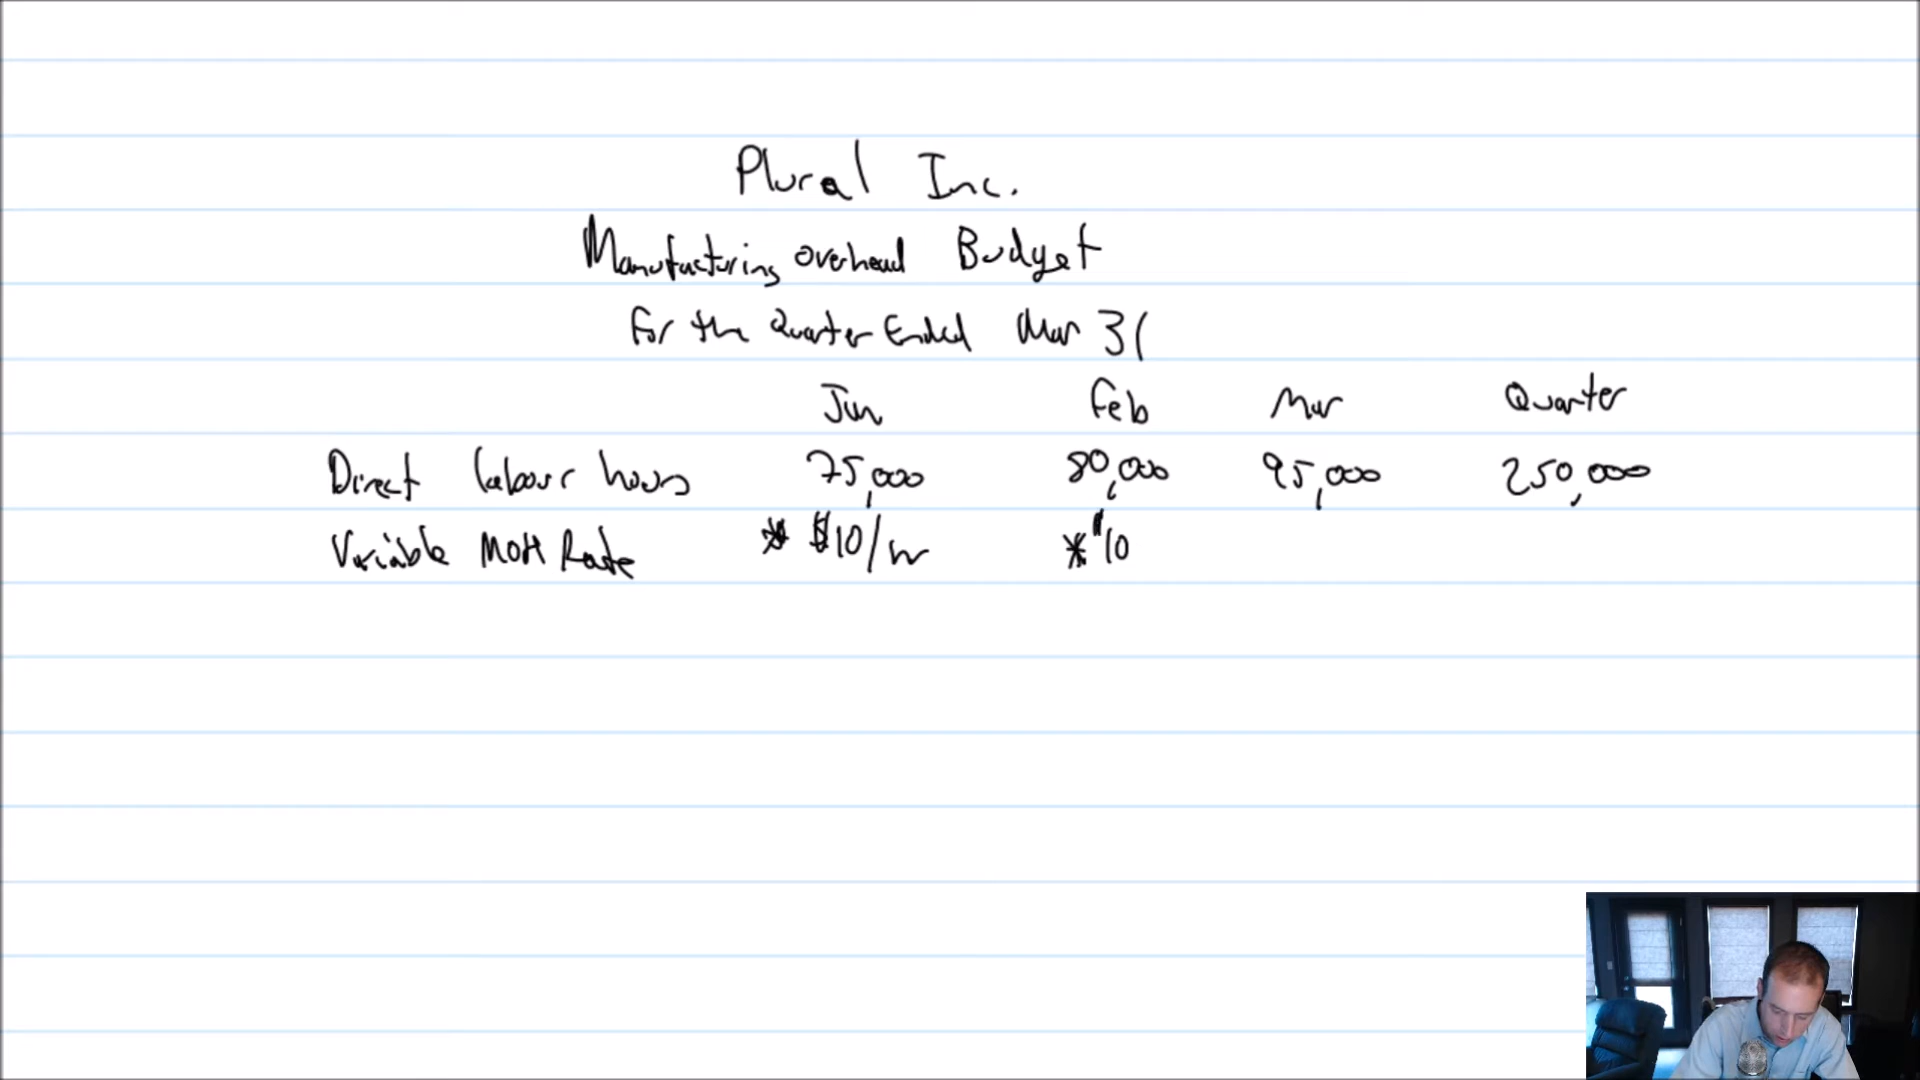 Plural Inc.
Manufacturing overhead Budget
For the Quarter Ended Mar 31
Jan Feb Mar Quarter
Direct labour hours 75,000 80,000 95,000 250,000
Variable MOH Rate * $10/hr * $10